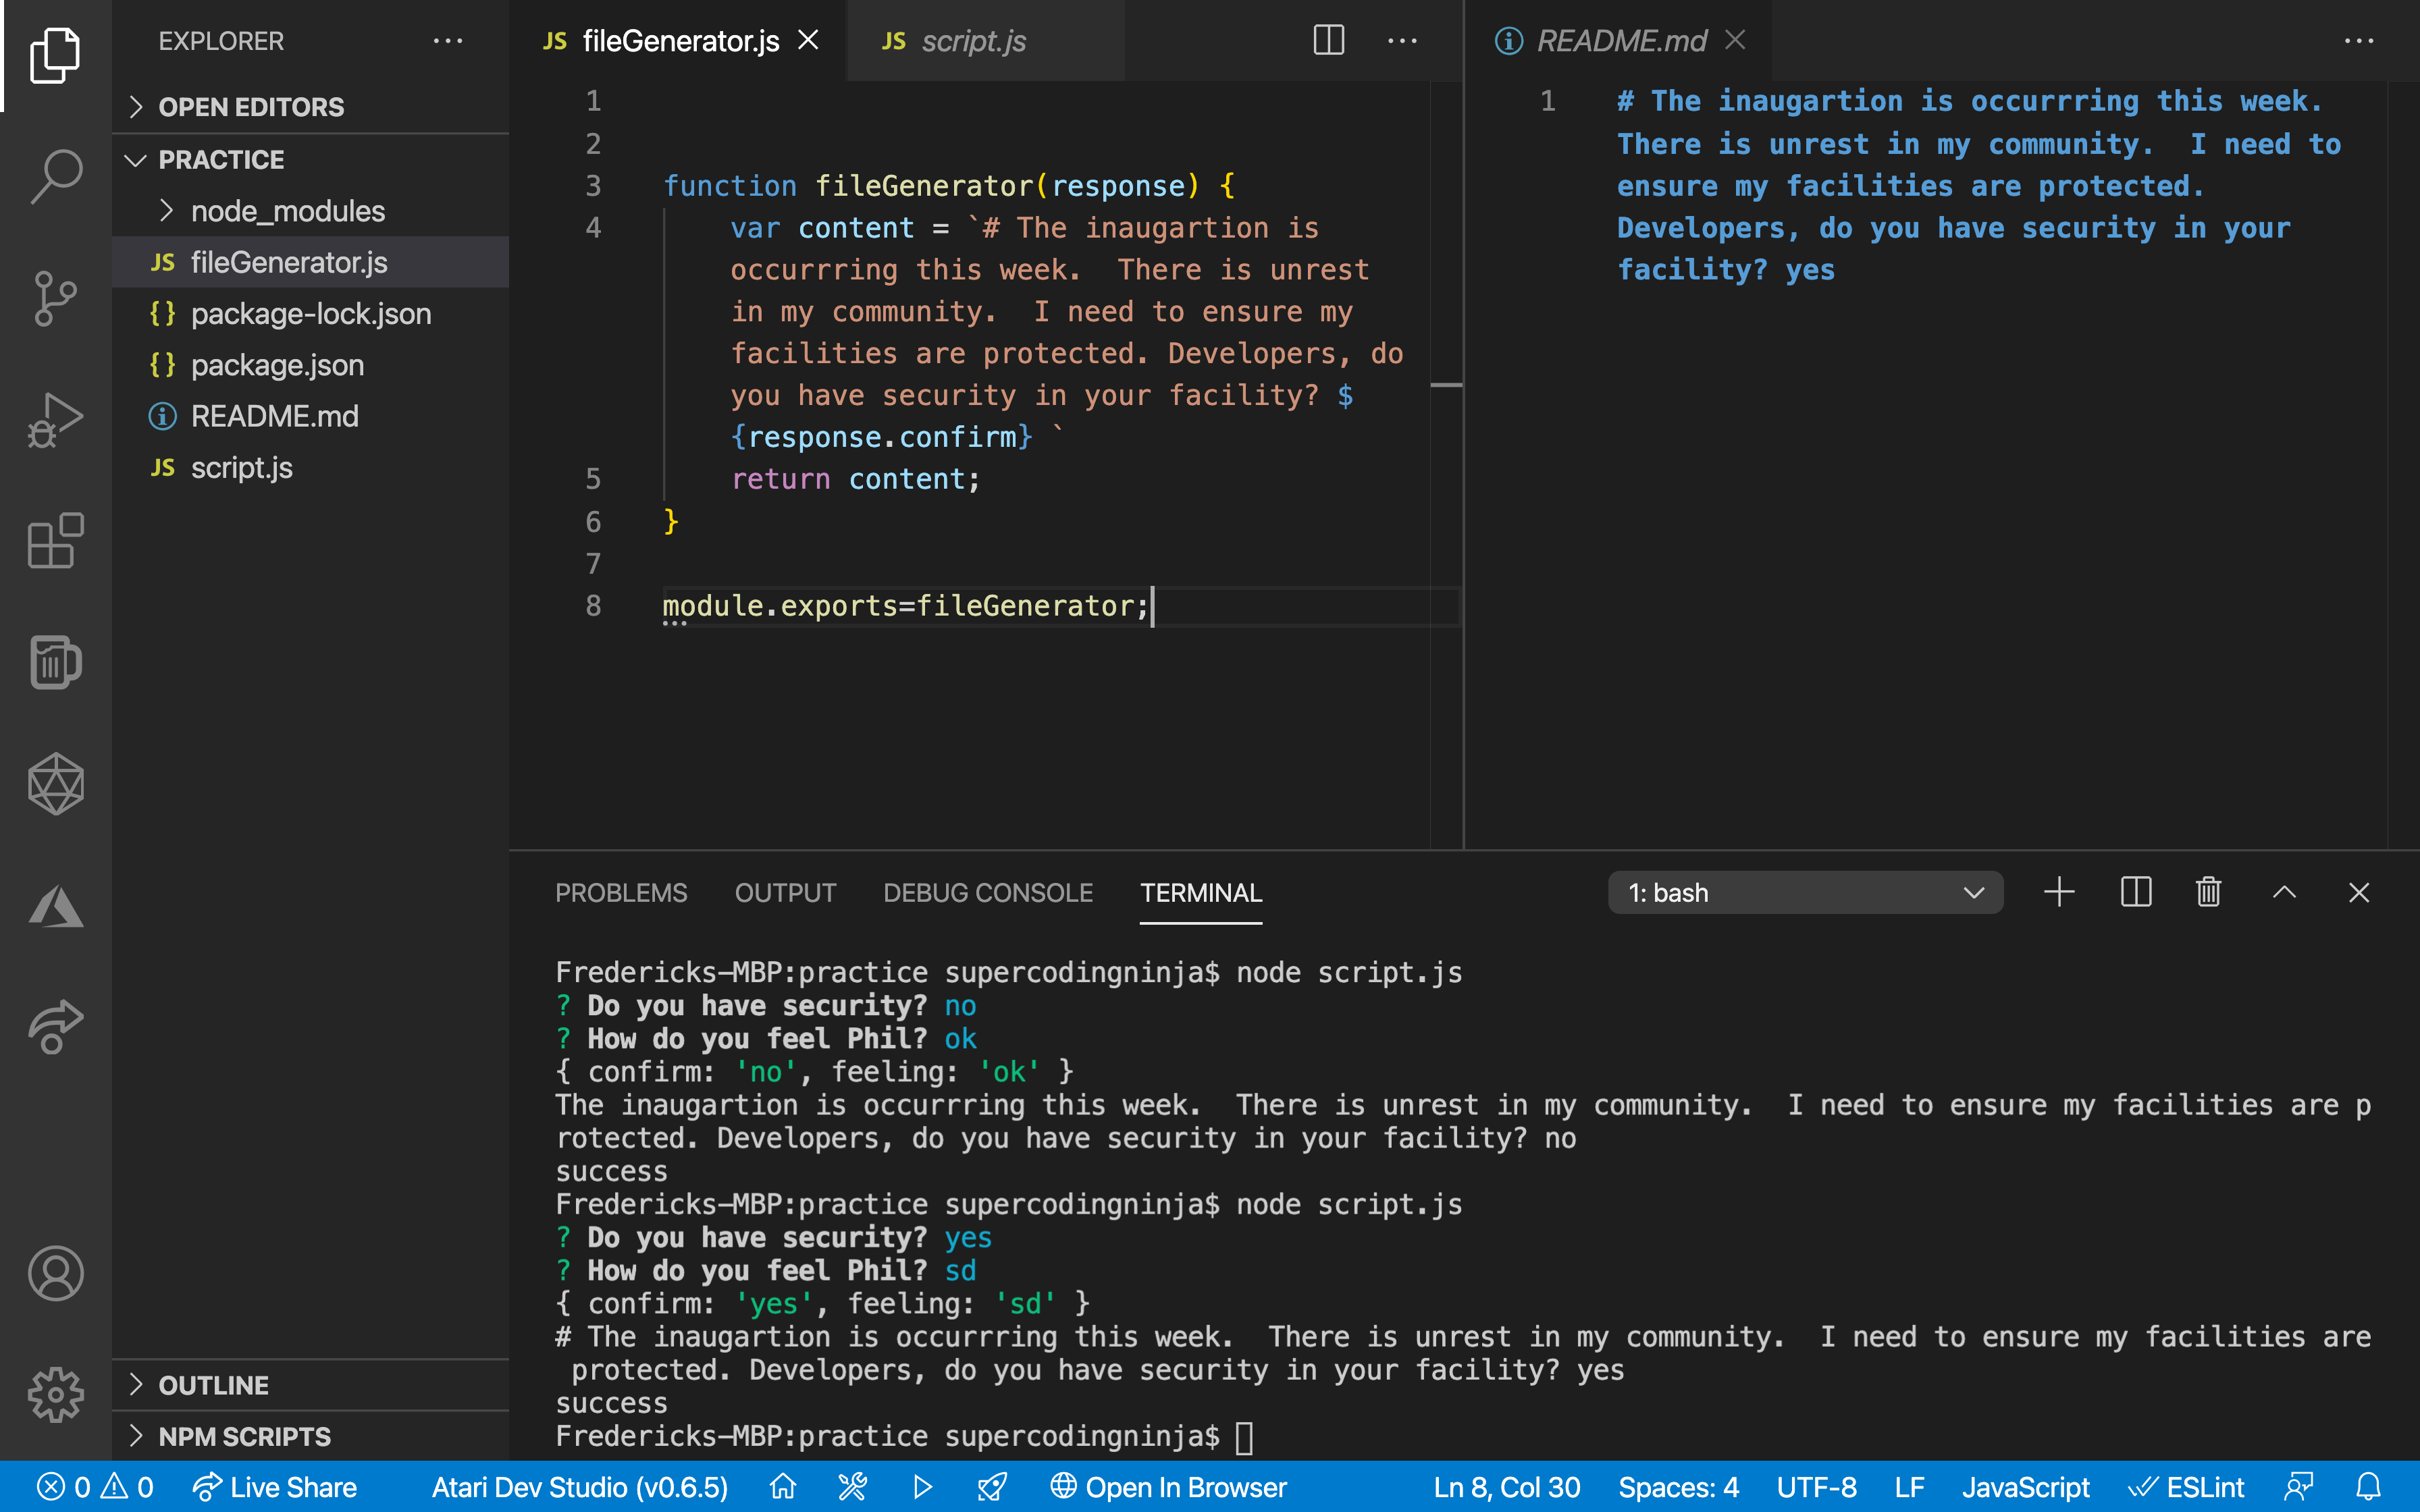 EXPLORER
OPEN EDITORS
PRACTICE
node_modules
JS fileGenerator.js
{} package-lock.json
{} package.json
README.md
JS script.js
OUTLINE
NPM SCRIPTS
JS fileGenerator.js
JS script.js
1
2
3 function fileGenerator(response) {
4 var content = `# The inaugartion is
occurrring this week.  There is unrest
in my community.  I need to ensure my
facilities are protected. Developers, do
you have security in your facility? $
{response.confirm} `
5 return content;
6 }
7
8 module.exports=fileGenerator;
README.md
1 # The inaugartion is occurrring this week.
There is unrest in my community.  I need to
ensure my facilities are protected.
Developers, do you have security in your
facility? yes
PROBLEMS OUTPUT DEBUG CONSOLE TERMINAL 1: bash
Fredericks-MBP:practice supercodingninja$ node script.js
? Do you have security? no
? How do you feel Phil? ok
{ confirm: 'no', feeling: 'ok' }
The inaugartion is occurrring this week.  There is unrest in my community.  I need to ensure my facilities are p
rotected. Developers, do you have security in your facility? no
success
Fredericks-MBP:practice supercodingninja$ node script.js
? Do you have security? yes
? How do you feel Phil? sd
{ confirm: 'yes', feeling: 'sd' }
# The inaugartion is occurrring this week.  There is unrest in my community.  I need to ensure my facilities are
protected. Developers, do you have security in your facility? yes
success
Fredericks-MBP:practice supercodingninja$
0 0 Live Share Atari Dev Studio (v0.6.5) Open In Browser Ln 8, Col 30 Spaces: 4 UTF-8 LF JavaScript ESLint